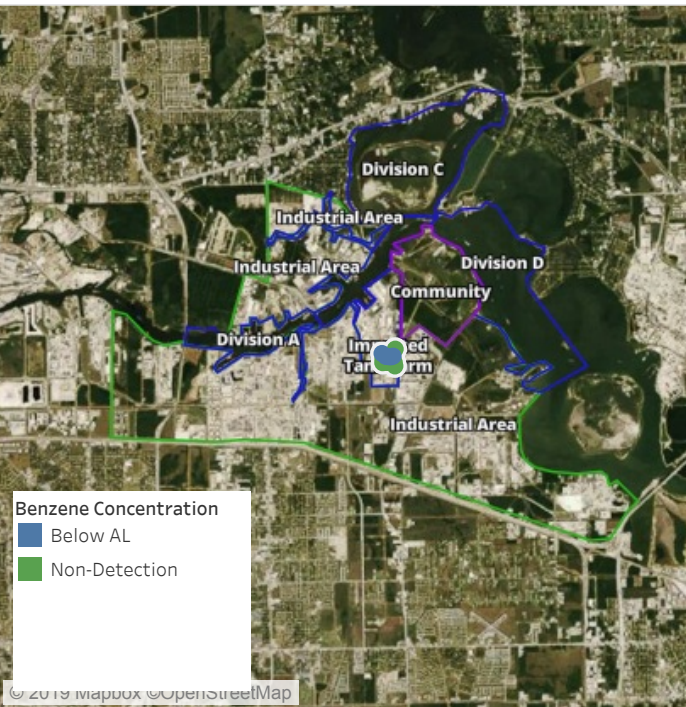 Division C
Industrial Area
Division D
Industrial Area
Community
Division A
Industrial Area
Benzene Concentration
Below AL
Non-Detection
© 2019 Mapbox ©OpenStreetMap